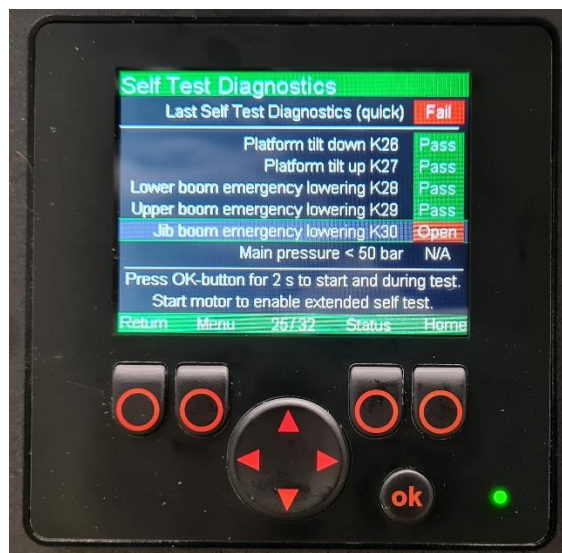 Self Test Diagnostics
Last Self Test Diagnostics (quick) Fail
Platform tilt down K26 Pass
Platform tilt up K27 Pass
Lower boom emergency lowering K28 Pass
Upper boom emergency lowering K29 Pass
Jib boom emergency lowering K30 Open
Main pressure < 50 bar N/A
Press OK-button for 2 s to start and during test.
Start motor to enable extended self test.
Return Menu 25/32 Status Home
ok